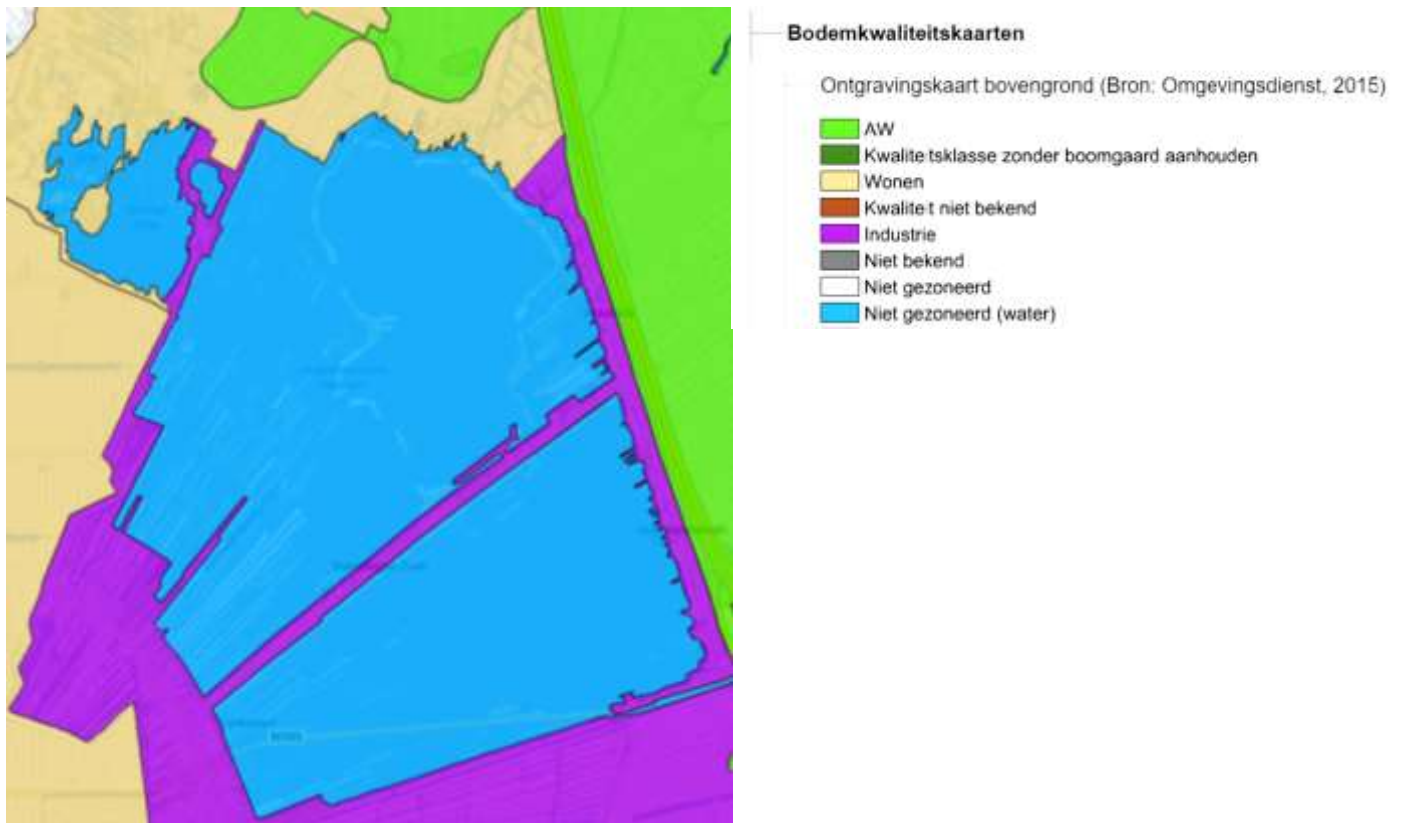 Bodemkwaliteitskaarten
Ontgravingskaart bovengrond (Bron: Omgevingsdienst, 2015)
AW
Kwaliteitsklasse zonder boomgaard aanhouden
Wonen
Kwaliteit niet bekend
Industrie
Niet bekend
Niet gezoneerd
Niet gezoneerd (water)